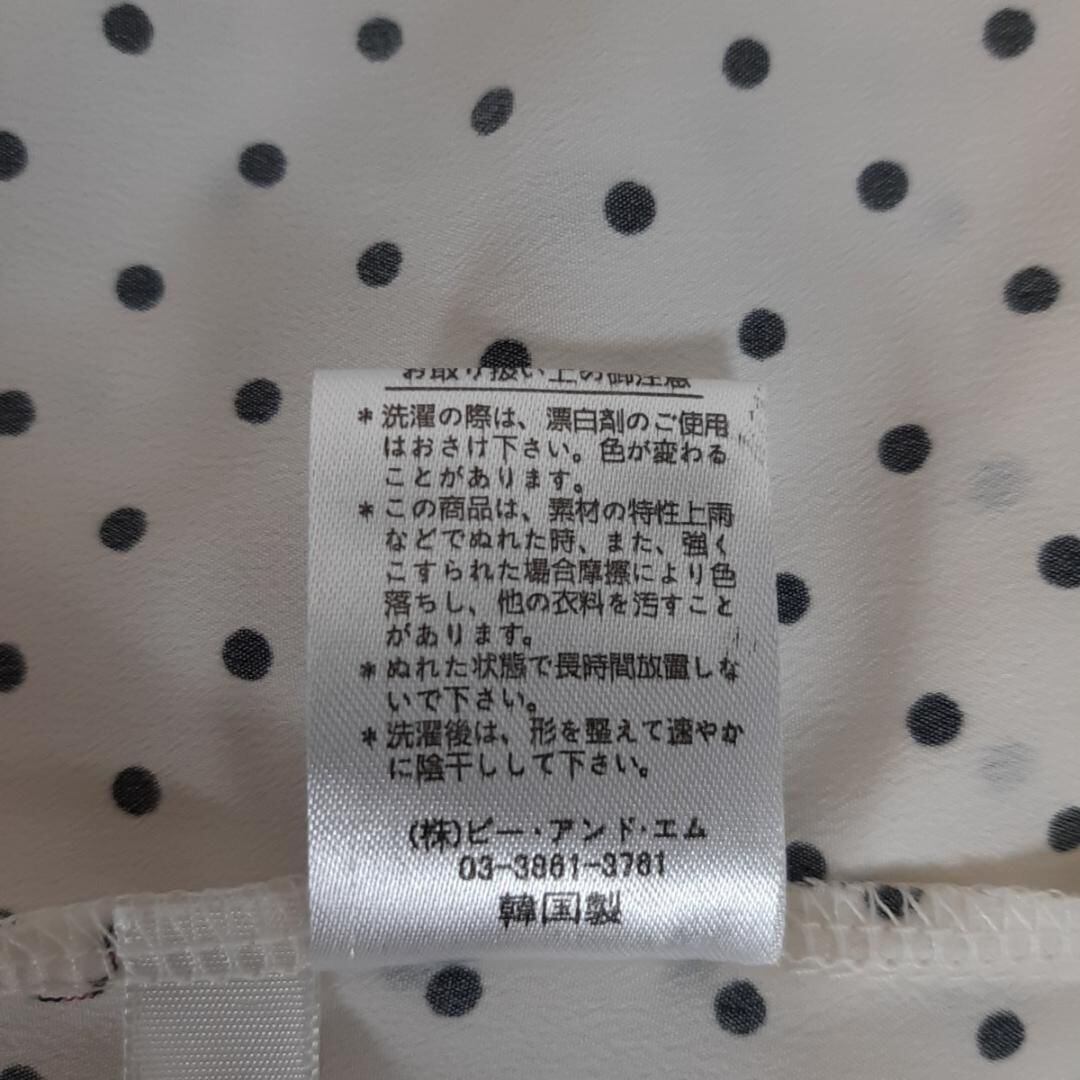 お取り扱い上の御注意
*洗濯の際は、漂白剤のご使用
はおさけ下さい。色が変わる
ことがあります。
*この商品は、素材の特性上雨
などでぬれた時、また、強く
こすられた場合摩擦により色
落ちし、他の衣料を汚すこと
があります。
*ぬれた状態で長時間放置しな
いで下さい。
*洗濯後は、形を整えて速やか
に陰干しして下さい。
(株)ビー・アンド・エム
03-3861-3761
韓国製